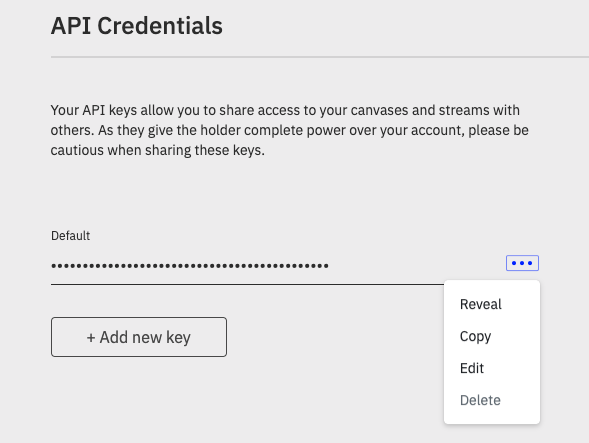 API Credentials
Your API keys allow you to share access to your canvases and streams with
others. As they give the holder complete power over your account, please be
cautious when sharing these keys.
Default
••••••••••••••••••••••••••••••••••••••••••••
•••
Reveal
+ Add new key
Copy
Edit
Delete